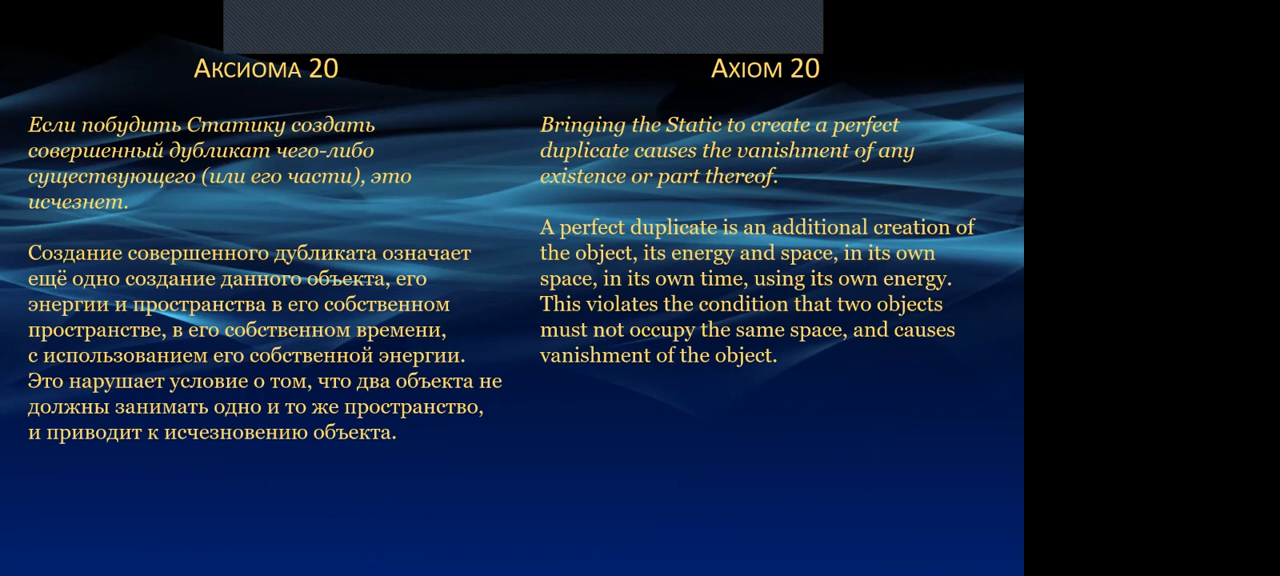 Аксиома 20
Если побудить Статику создать
совершенный дубликат чего-либо
существующего (или его части), это
исчезнет.
Создание совершенного дубликата означает
ещё одно создание данного объекта, его
энергии и пространства в его собственном
пространстве, в его собственном времени,
с использованием его собственной энергии.
Это нарушает условие о том, что два объекта не
должны занимать одно и то же пространство,
и приводит к исчезновению объекта.
Axiom 20
Bringing the Static to create a perfect
duplicate causes the vanishment of any
existence or part thereof.
A perfect duplicate is an additional creation of
the object, its energy and space, in its own
space, in its own time, using its own energy.
This violates the condition that two objects
must not occupy the same space, and causes
vanishment of the object.